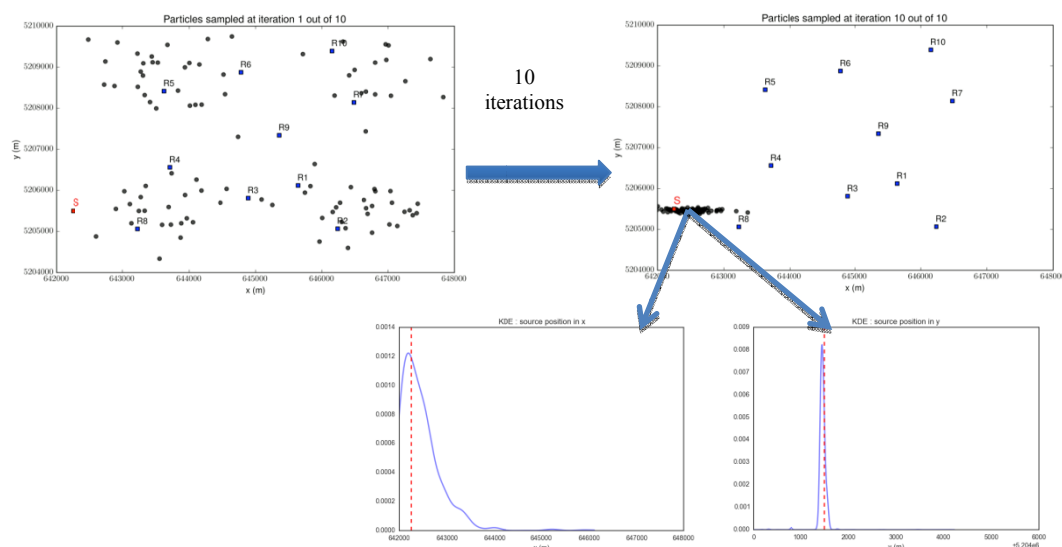 Particles sampled at iteration 1 out of 10
5210000
5209000
5208000
5207000
5206000
5205000
5204000
y (m)
R10
R6
R5
R7
R9
R4
R1
R3
S
R8
R2
642000 643000 644000 645000 646000 647000 648000
x (m)
10
iterations
Particles sampled at iteration 10 out of 10
5210000
5209000
5208000
5207000
5206000
5205000
5204000
y (m)
R10
R6
R5
R7
R9
R4
R1
R3
S
R8
R2
642000 643000 644000 645000 646000 647000 648000
x (m)
KDE : source position in x
0.0014
0.0012
0.0010
0.0008
0.0006
0.0004
0.0002
0.0000
642000 643000 644000 645000 646000 647000 648000
KDE : source position in y
0.009
0.008
0.007
0.006
0.005
0.004
0.003
0.002
0.001
0.000
0 1000 2000 3000 4000 5000 6000
+5.204e6